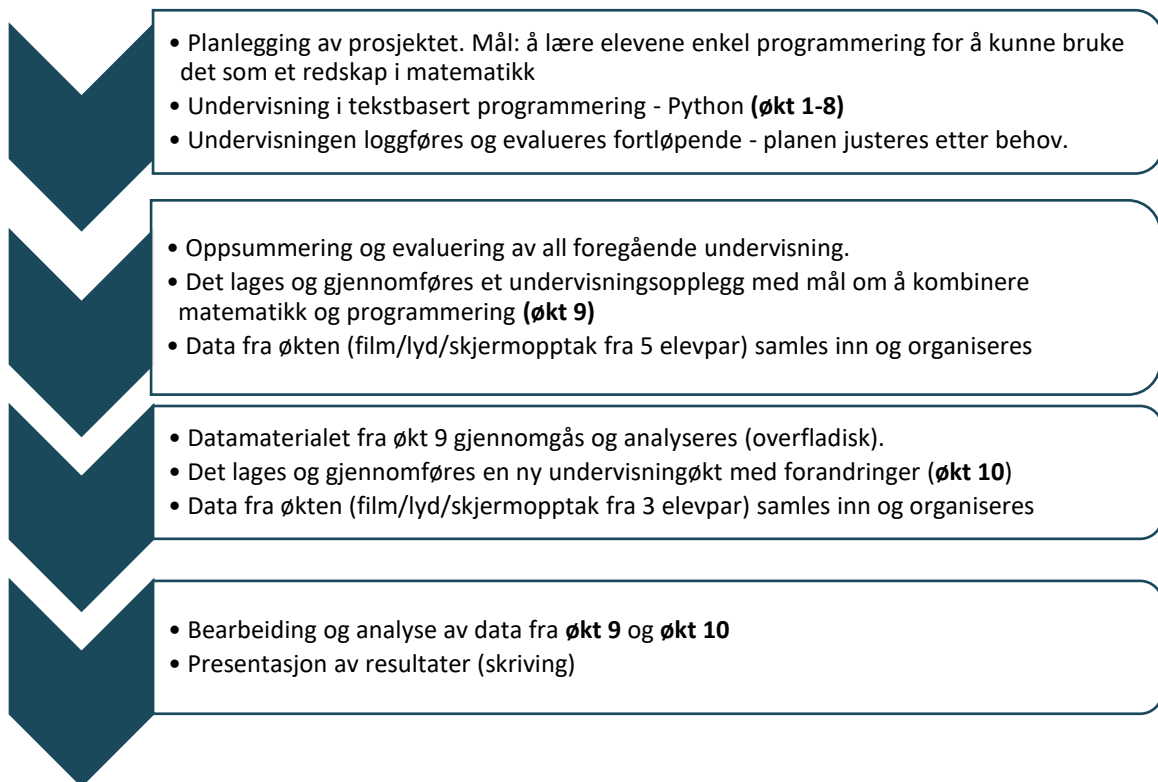 • Planlegging av prosjektet. Mål: å lære elevene enkel programmering for å kunne bruke
det som et redskap i matematikk
• Undervisning i tekstbasert programmering - Python (økt 1-8)
• Undervisningen loggføres og evalueres fortløpende - planen justeres etter behov.
• Oppsummering og evaluering av all foregående undervisning.
• Det lages og gjennomføres et undervisningsopplegg med mål om å kombinere
matematikk og programmering (økt 9)
• Data fra økten (film/lyd/skjermopptak fra 5 elevpar) samles inn og organiseres
• Datamaterialet fra økt 9 gjennomgås og analyseres (overfladisk).
• Det lages og gjennomføres en ny undervisningøkt med forandringer (økt 10)
• Data fra økten (film/lyd/skjermopptak fra 3 elevpar) samles inn og organiseres
• Bearbeiding og analyse av data fra økt 9 og økt 10
• Presentasjon av resultater (skriving)